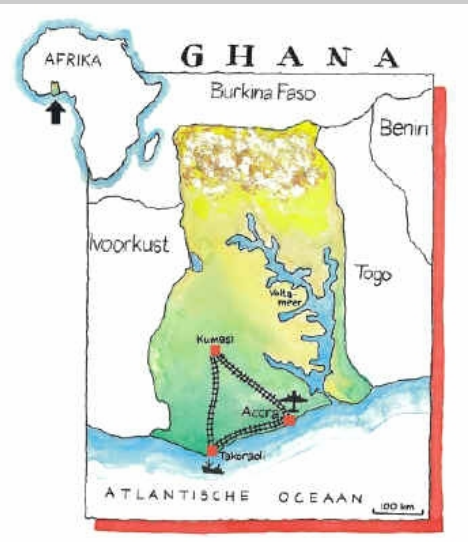 AFRIKA
GHANA
Burkina Faso
Benin
Ivoorkust
Togo
Volta-
meer
Kumasi
Accra
Takoradi
ATLANTISCHE OCEAAN
100 km